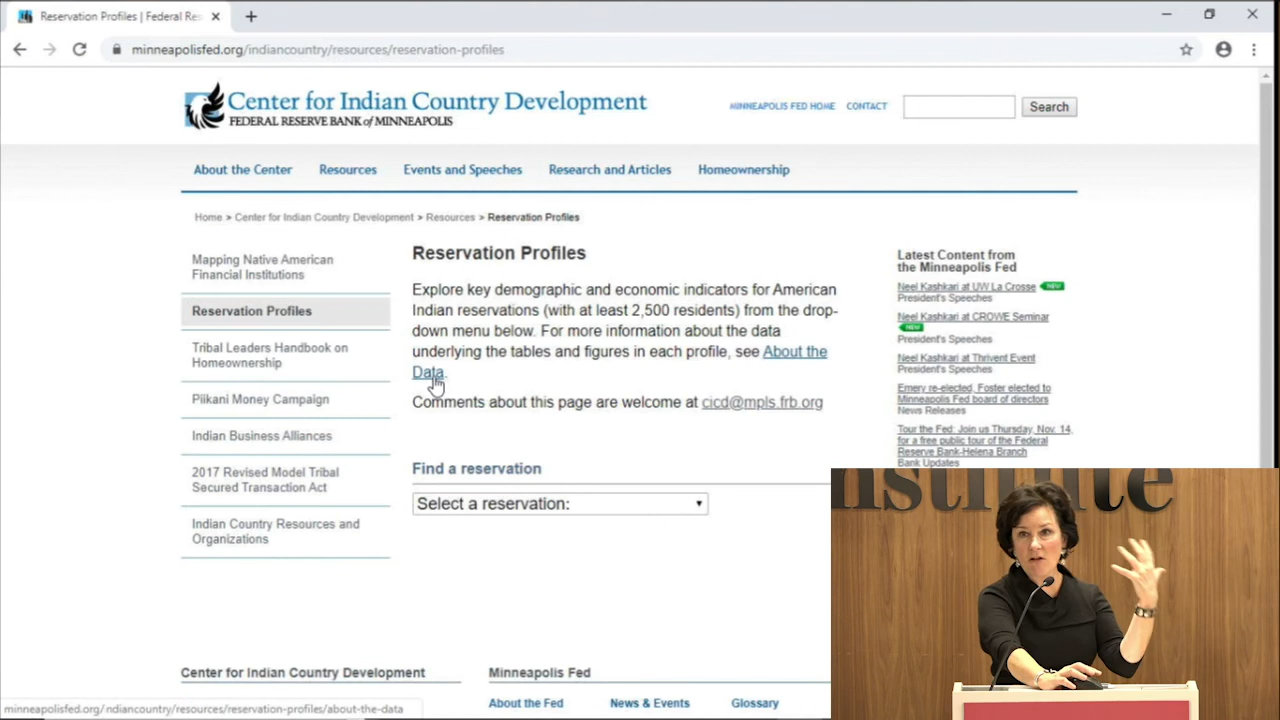 Reservation Profiles | Federal Res
minneapolisfed.org/indiancountry/resources/reservation-profiles
Center for Indian Country Development
FEDERAL RESERVE BANK of MINNEAPOLIS
MINNEAPOLIS FED HOME CONTACT Search
About the Center Resources Events and Speeches Research and Articles Homeownership
Home > Center for Indian Country Development > Resources > Reservation Profiles
Mapping Native American
Financial Institutions
Reservation Profiles
Tribal Leaders Handbook on
Homeownership
Piikani Money Campaign
Indian Business Alliances
2017 Revised Model Tribal
Secured Transaction Act
Indian Country Resources and
Organizations
Reservation Profiles
Explore key demographic and economic indicators for American
Indian reservations (with at least 2,500 residents) from the drop-
down menu below. For more information about the data
underlying the tables and figures in each profile, see About the
Data.
Comments about this page are welcome at cicd@mpls.frb.org
Find a reservation
Select a reservation:
Latest Content from
the Minneapolis Fed
Neel Kashkari at UW La Crosse NEW
President's Speeches
Neel Kashkari at CROWE Seminar
NEW
President's Speeches
Neel Kashkari at Thrivent Event
President's Speeches
Emery re-elected, Foster elected to
Minneapolis Fed board of directors
News Releases
Tour the Fed: Join us Thursday, Nov. 14,
for a free public tour of the Federal
Reserve Bank-Helena Branch
Bank Updates
nstitute
Center for Indian Country Development
Minneapolis Fed
About the Fed News & Events Glossary
minneapolisfed.org/ ndiancountry/resources/reservation-profiles/about-the-data